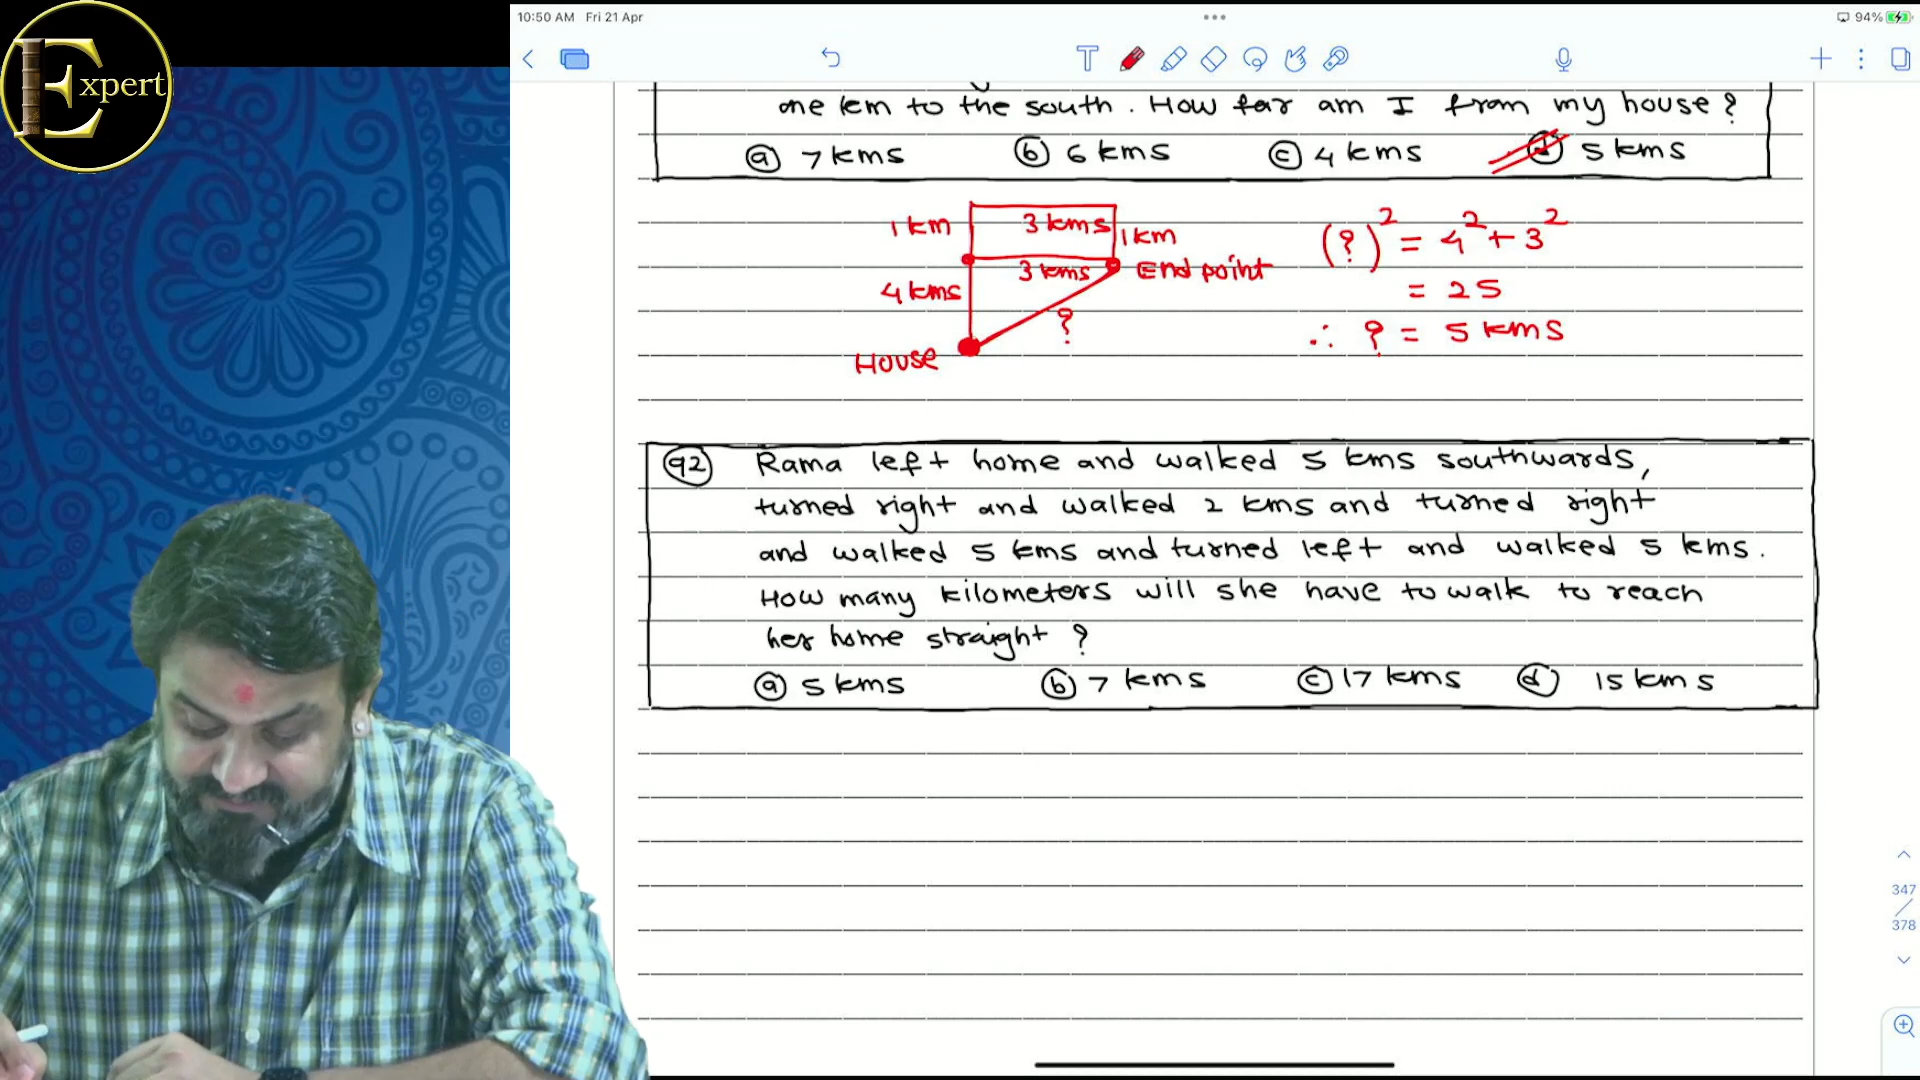 10:50 AM Fri 21 Apr
94%
Expert
one km to the south. How far am I from my house?
(a) 7 kms (b) 6 kms (c) 4 kms (d) 5 kms
1 km 3 kms 1 km
3 kms End point
4 kms
?
House
(?)² = 4² + 3²
= 25
∴ ? = 5 kms
92 Rama left home and walked 5 kms southwards,
turned right and walked 2 kms and turned right
and walked 5 kms and turned left and walked 5 kms.
How many kilometers will she have to walk to reach
her home straight ?
(a) 5 kms (b) 7 kms (c) 17 kms (d) 15 kms
347
378